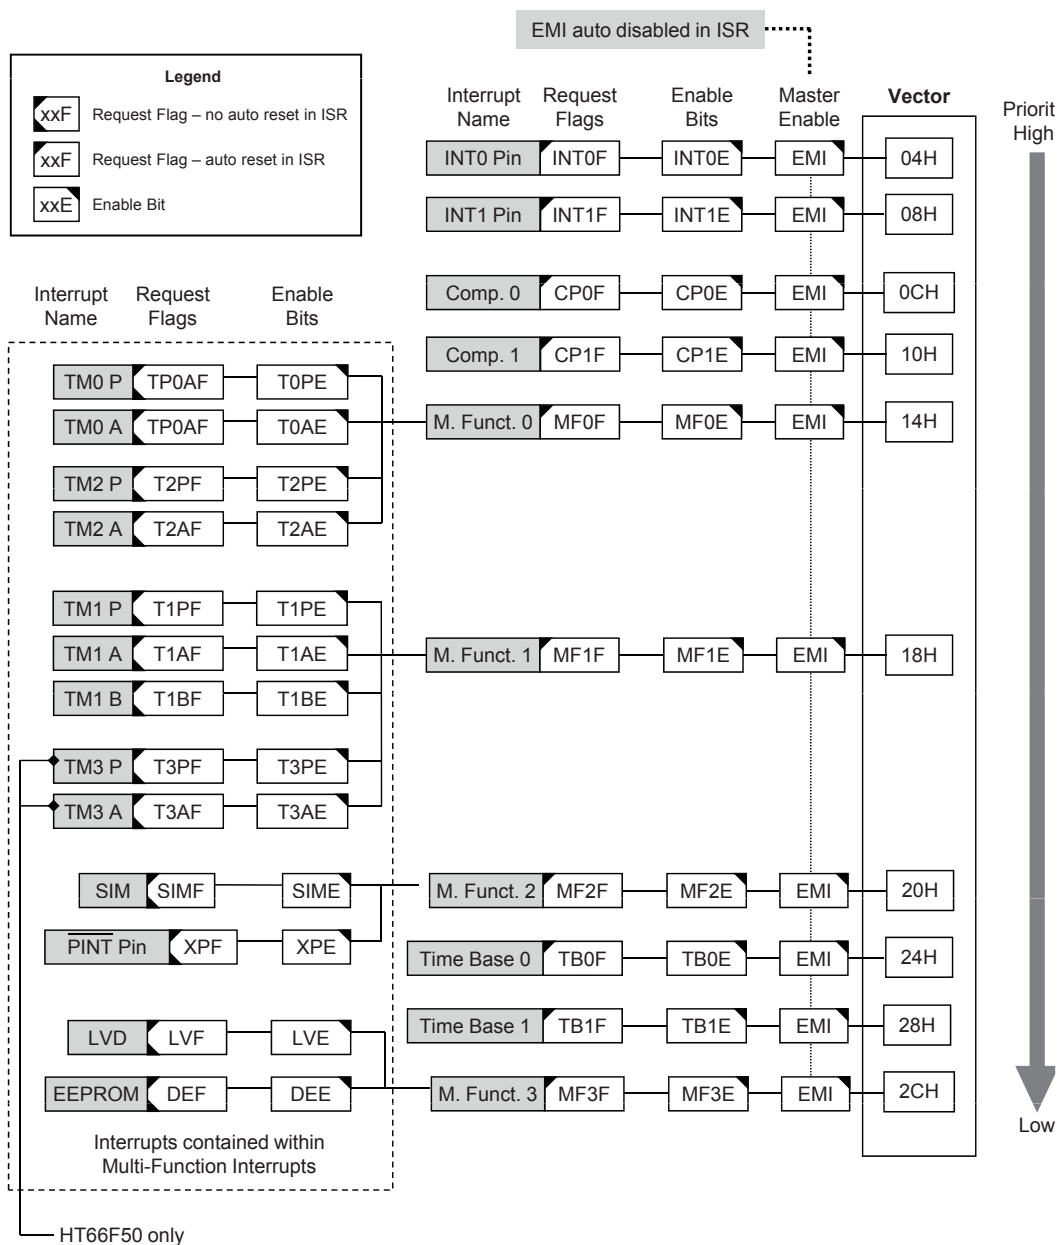 EMI auto disabled in ISR
Legend
xxF Request Flag – no auto reset in ISR
xxF Request Flag – auto reset in ISR
xxE Enable Bit
Interrupt Name Request Flags Enable Bits Master Enable Vector
Priorit
High
INT0 Pin INT0F INT0E EMI 04H
INT1 Pin INT1F INT1E EMI 08H
Comp. 0 CP0F CP0E EMI 0CH
Comp. 1 CP1F CP1E EMI 10H
M. Funct. 0 MF0F MF0E EMI 14H
M. Funct. 1 MF1F MF1E EMI 18H
M. Funct. 2 MF2F MF2E EMI 20H
Time Base 0 TB0F TB0E EMI 24H
Time Base 1 TB1F TB1E EMI 28H
M. Funct. 3 MF3F MF3E EMI 2CH
Low
Interrupt Name Request Flags Enable Bits
TM0 P TP0AF T0PE
TM0 A TP0AF T0AE
TM2 P T2PF T2PE
TM2 A T2AF T2AE
TM1 P T1PF T1PE
TM1 A T1AF T1AE
TM1 B T1BF T1BE
TM3 P T3PF T3PE
TM3 A T3AF T3AE
SIM SIMF SIME
PINT Pin XPF XPE
LVD LVF LVE
EEPROM DEF DEE
Interrupts contained within
Multi-Function Interrupts
HT66F50 only